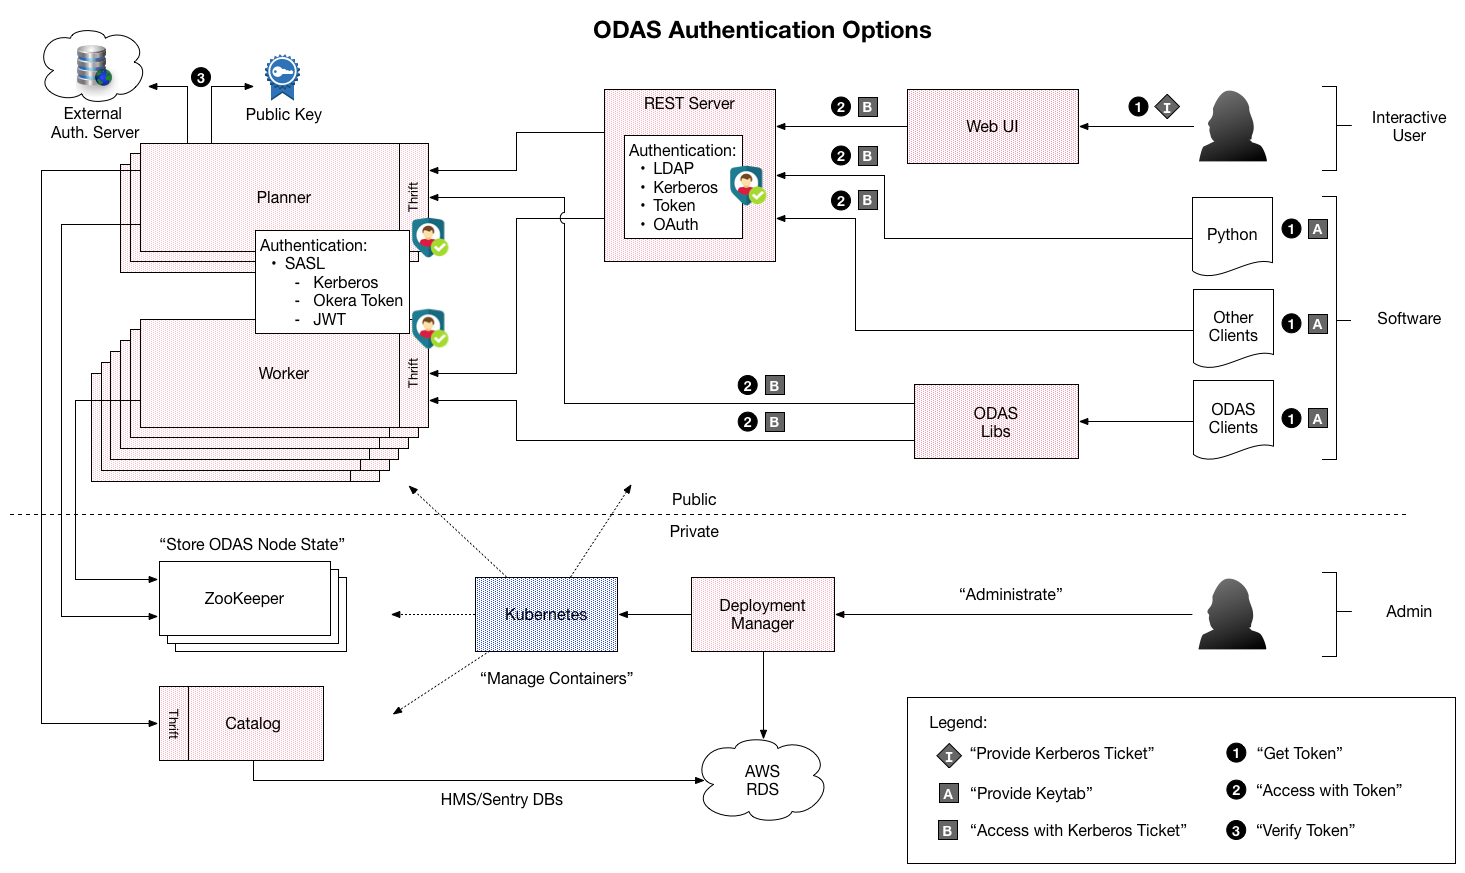 ODAS Authentication Options
3
External
Auth. Server
Public Key
REST Server
Authentication:
• LDAP
• Kerberos
• Token
• OAuth
2 B
Web UI
1 I
Interactive
User
2 B
2 B
Planner
Thrift
Authentication:
• SASL
- Kerberos
- Okera Token
- JWT
Python
1 A
Other
Clients
1 A
Software
Worker
Thrift
2 B
2 B
ODAS
Libs
ODAS
Clients
1 A
Public
Private
“Store ODAS Node State”
ZooKeeper
Kubernetes
Deployment
Manager
“Administrate”
Admin
“Manage Containers”
Thrift
Catalog
HMS/Sentry DBs
AWS
RDS
Legend:
I “Provide Kerberos Ticket”
1 “Get Token”
A “Provide Keytab”
2 “Access with Token”
B “Access with Kerberos Ticket”
3 “Verify Token”